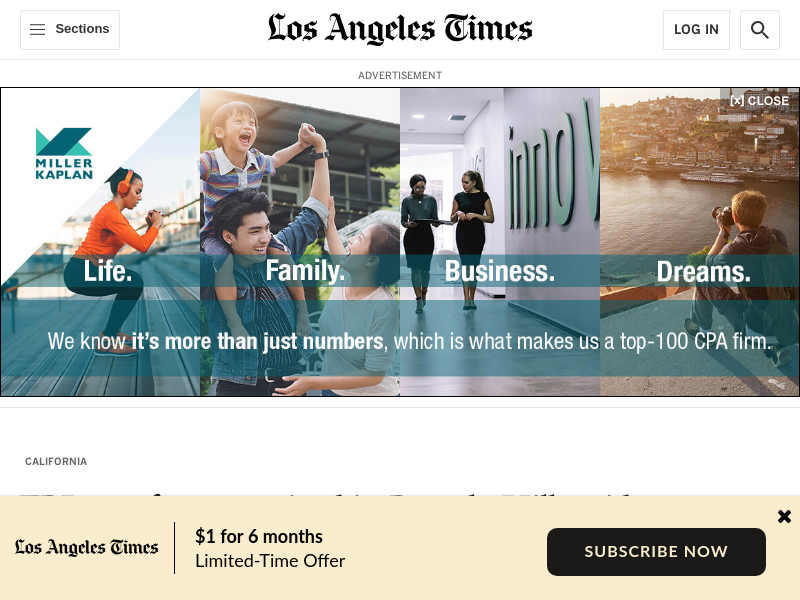 Sections
Los Angeles Times
LOG IN
ADVERTISEMENT
[x] CLOSE
MILLER
KAPLAN
innov
Life.
Family.
Business.
Dreams.
We know it's more than just numbers, which is what makes us a top-100 CPA firm.
CALIFORNIA
Los Angeles Times
$1 for 6 months
Limited-Time Offer
SUBSCRIBE NOW